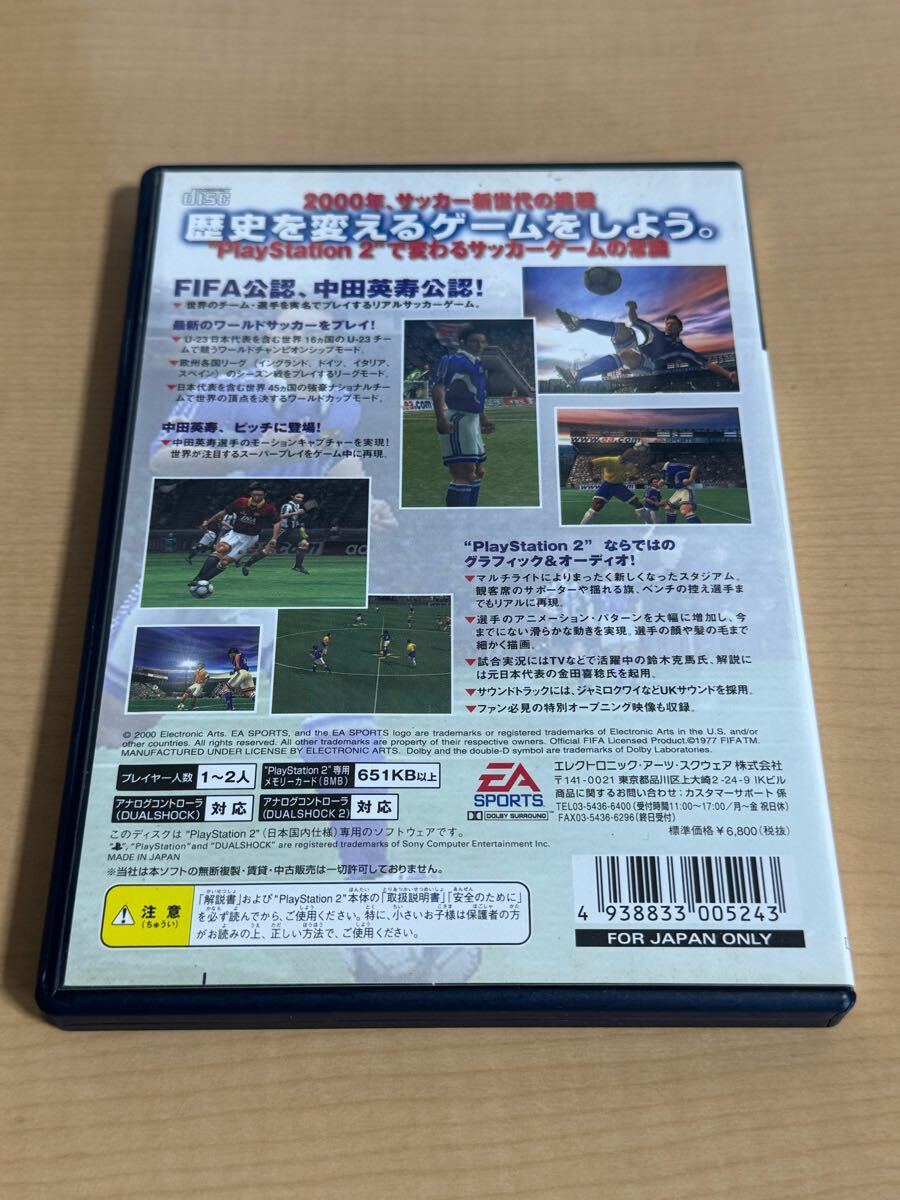 disc
2000年、サッカー新世代の挑戦
歴史を変えるゲームをしよう。
"PlayStation 2"で変わるサッカーゲームの常識
FIFA公認、中田英寿公認!
▼世界のチーム・選手を実名でプレイするリアルサッカーゲーム。
最新のワールドサッカーをプレイ!
▼U-23日本代表を含む世界16ヵ国のU-23チー
ムで競うワールドチャンピオンシップモード。
▼欧州各国リーグ(イングランド、ドイツ、イタリア、
スペイン)のシーズン戦をプレイするリーグモード。
▼日本代表を含む世界45ヵ国の強豪ナショナルチー
ムで世界の頂点を決するワールドカップモード。
中田英寿、ピッチに登場!
▼中田英寿選手のモーションキャプチャーを実現!
世界が注目するスーパープレイをゲーム中に再現。
"PlayStation 2" ならではの
グラフィック&オーディオ!
▼マルチライトによりまったく新しくなったスタジアム。
観客席のサポーターや揺れる旗、ベンチの控え選手ま
でもリアルに再現。
▼選手のアニメーション・パターンを大幅に増加し、今
までにない滑らかな動きを実現。選手の顔や髪の毛まで
細かく描画。
▼試合実況にはTVなどで活躍中の鈴木克馬氏、解説に
は元日本代表の金田喜稔氏を起用。
▼サウンドトラックには、ジャミロクワイなどUKサウンドを採用。
▼ファン必見の特別オープニング映像も収録。
© 2000 Electronic Arts. EA SPORTS, and the EA SPORTS logo are trademarks or registered trademarks of Electronic Arts in the U.S. and/or
other countries. All rights reserved. All other trademarks are property of their respective owners. Official FIFA Licensed Product.©1977 FIFATM.
MANUFACTURED UNDER LICENSE BY ELECTRONIC ARTS. Dolby and the double-D symbol are trademarks of Dolby Laboratories.
プレイヤー人数 1〜2人
"PlayStation 2"専用
メモリーカード(8MB) 651KB以上
アナログコントローラ
(DUALSHOCK) 対応
アナログコントローラ
(DUALSHOCK 2) 対応
EA
SPORTS
DOLBY SURROUND
エレクトロニック・アーツ・スクウェア 株式会社
〒141-0021 東京都品川区上大崎2-24-9 IKビル
商品に関するお問い合わせ:カスタマーサポート 係
TEL03-5436-6400(受付時間11:00〜17:00/月〜金 祝日休)
FAX03-5436-6296(終日受付)
標準価格 ¥6,800(税抜)
このディスクは"PlayStation 2"(日本国内仕様)専用のソフトウェアです。
"", "PlayStation" and "DUALSHOCK" are registered trademarks of Sony Computer Entertainment Inc.
MADE IN JAPAN
※当社は本ソフトの無断複製・賃貸・中古販売は一切許可しておりません。
注意
(ちゅうい)
「解説書」および"PlayStation 2"本体の「取扱説明書」「安全のために」
を必ず読んでから、ご使用ください。特に、小さいお子様は保護者の方
がお読みの上、正しい方法で、ご使用ください。
4 938833 005243
FOR JAPAN ONLY